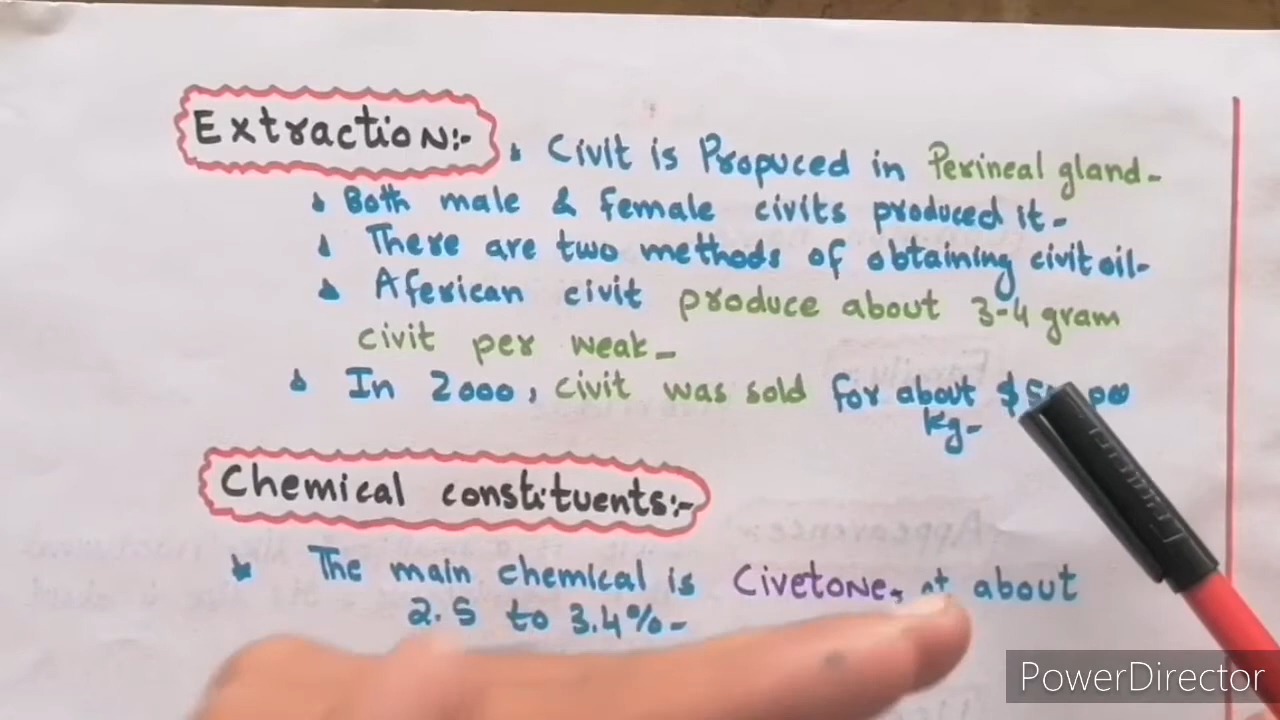 Extraction:-
• Civit is Propuced in Perineal gland-
• Both male & female civits produced it-
• There are two methods of obtaining civit oil-
• Aferican civit produce about 3-4 gram
civit per weak-
• In 2000, civit was sold for about $
kg-
Chemical constituents:-
* The main chemical is Civetone, at about
2.5 to 3.4%-
PowerDirector